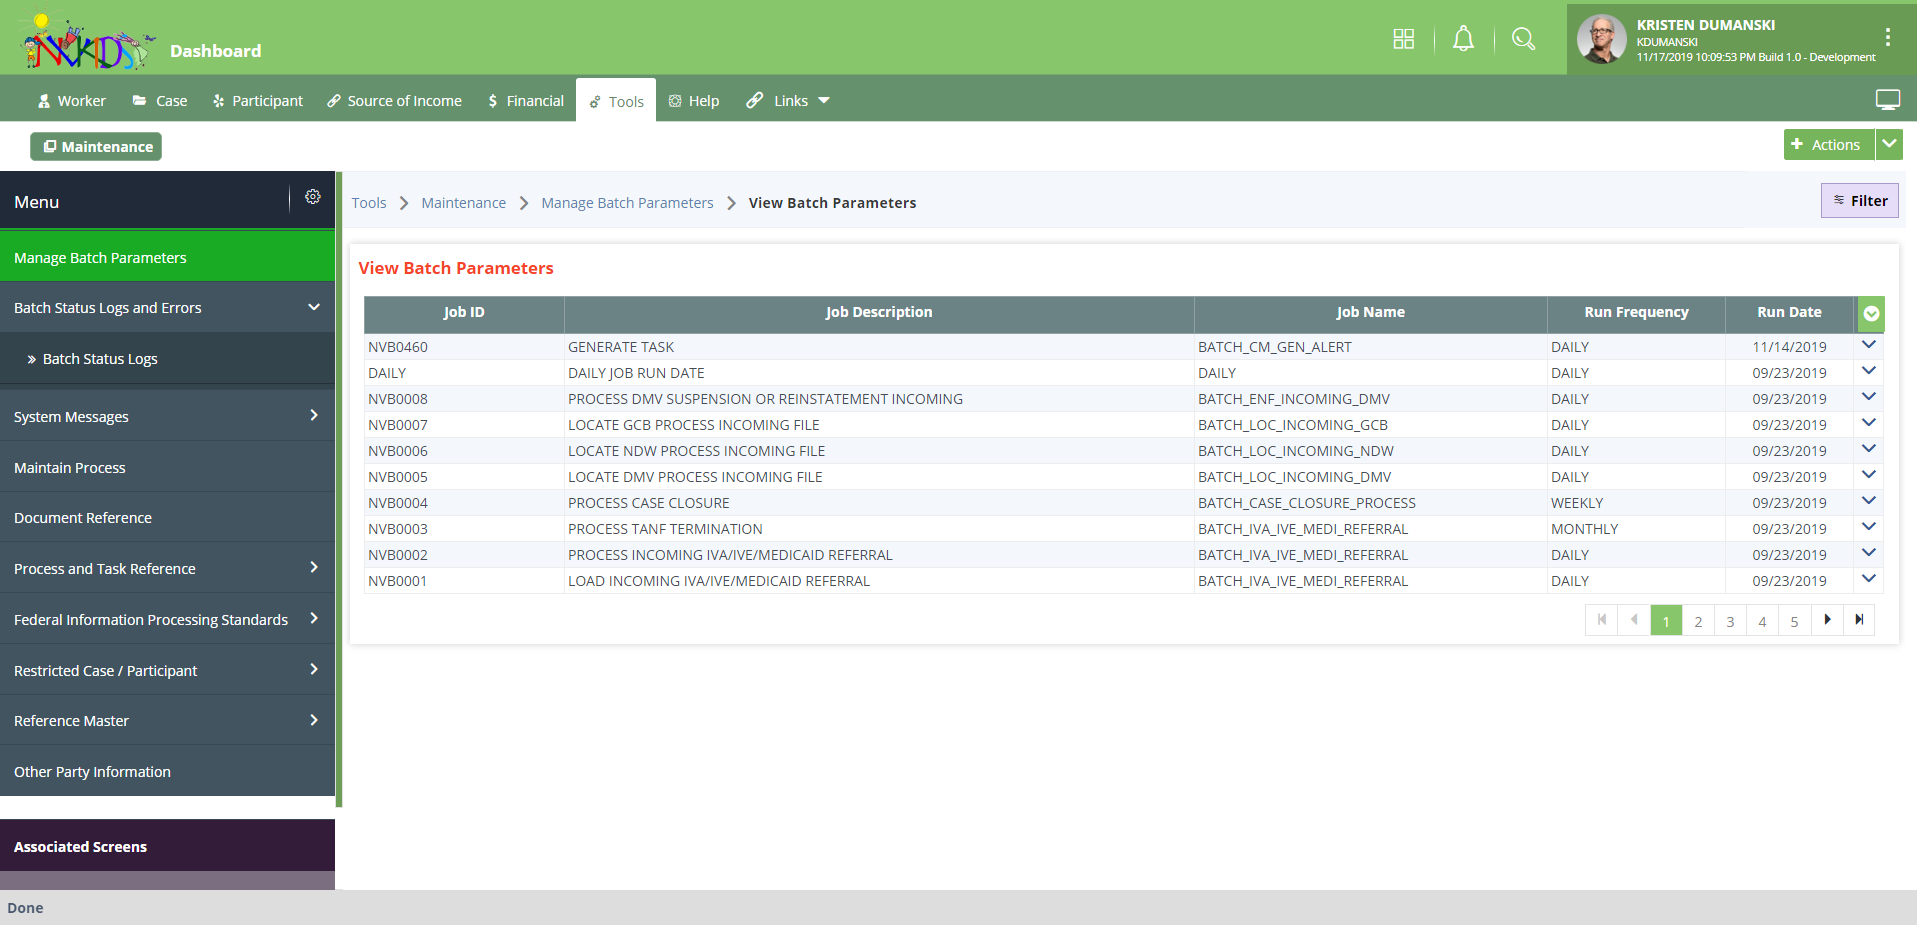 NVKIDS
Dashboard
KRISTEN DUMANSKI
KDUMANSKI
11/17/2019 10:09:53 PM Build 1.0 - Development
Worker Case Participant Source of Income Financial Tools Help Links
Maintenance
Actions
Menu
Tools > Maintenance > Manage Batch Parameters > View Batch Parameters
Filter
Manage Batch Parameters
Batch Status Logs and Errors
» Batch Status Logs
System Messages
Maintain Process
Document Reference
Process and Task Reference
Federal Information Processing Standards
Restricted Case / Participant
Reference Master
Other Party Information
Associated Screens
View Batch Parameters
Job ID Job Description Job Name Run Frequency Run Date
NVB0460 GENERATE TASK BATCH_CM_GEN_ALERT DAILY 11/14/2019
DAILY DAILY JOB RUN DATE DAILY DAILY 09/23/2019
NVB0008 PROCESS DMV SUSPENSION OR REINSTATEMENT INCOMING BATCH_ENF_INCOMING_DMV DAILY 09/23/2019
NVB0007 LOCATE GCB PROCESS INCOMING FILE BATCH_LOC_INCOMING_GCB DAILY 09/23/2019
NVB0006 LOCATE NDW PROCESS INCOMING FILE BATCH_LOC_INCOMING_NDW DAILY 09/23/2019
NVB0005 LOCATE DMV PROCESS INCOMING FILE BATCH_LOC_INCOMING_DMV DAILY 09/23/2019
NVB0004 PROCESS CASE CLOSURE BATCH_CASE_CLOSURE_PROCESS WEEKLY 09/23/2019
NVB0003 PROCESS TANF TERMINATION BATCH_IVA_IVE_MEDI_REFERRAL MONTHLY 09/23/2019
NVB0002 PROCESS INCOMING IVA/IVE/MEDICAID REFERRAL BATCH_IVA_IVE_MEDI_REFERRAL DAILY 09/23/2019
NVB0001 LOAD INCOMING IVA/IVE/MEDICAID REFERRAL BATCH_IVA_IVE_MEDI_REFERRAL DAILY 09/23/2019
1 2 3 4 5
Done